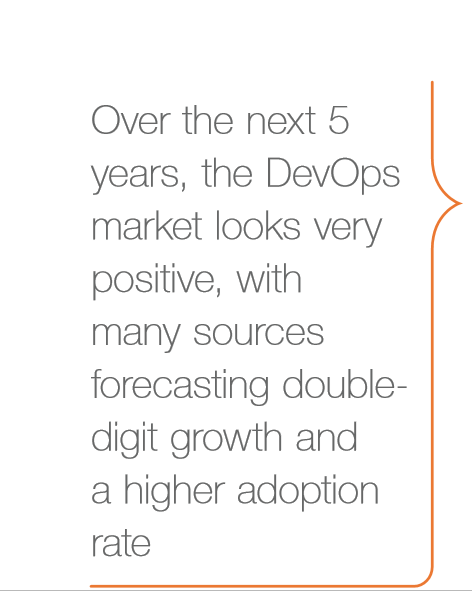 Over the next 5
years, the DevOps
market looks very
positive, with
many sources
forecasting double-
digit growth and
a higher adoption
rate